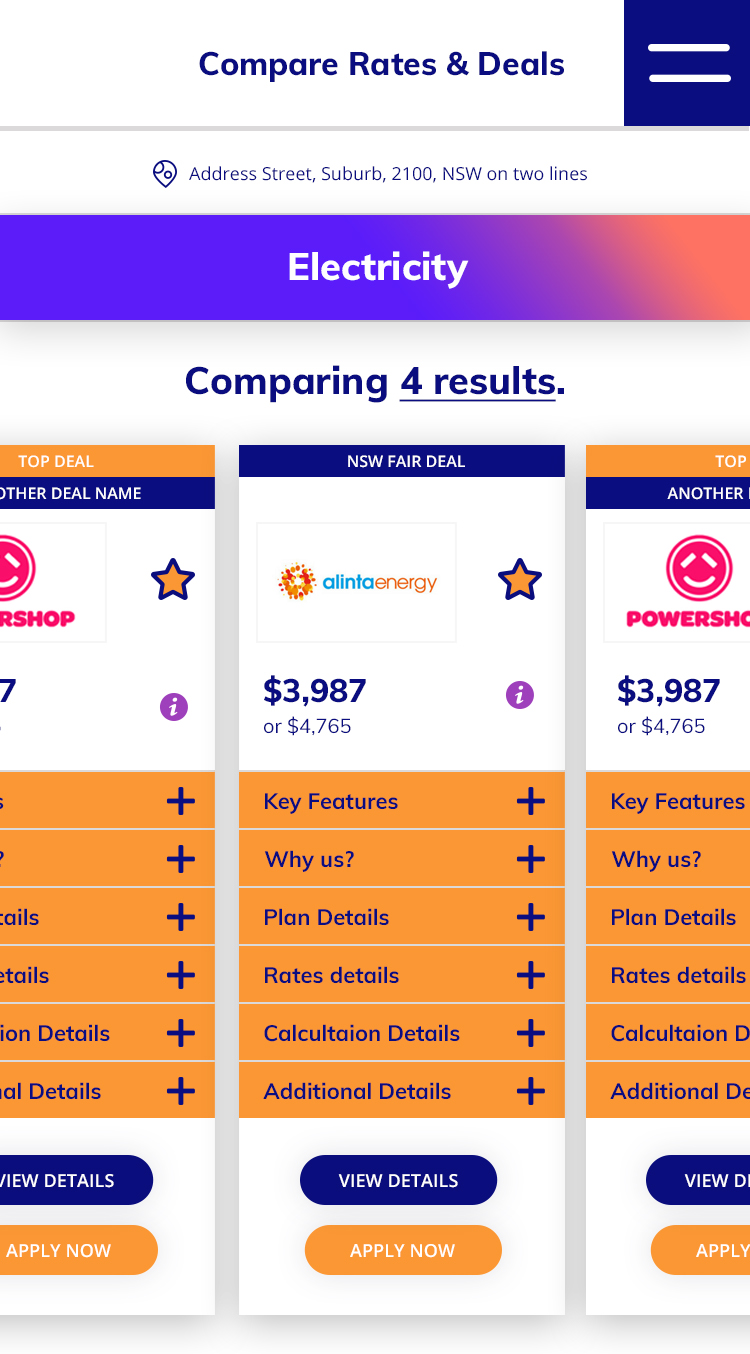 Compare Rates & Deals
Address Street, Suburb, 2100, NSW on two lines
Electricity
Comparing 4 results.
TOP DEAL
OTHER DEAL NAME
RSHOP
7
s
?
tails
etails
ion Details
nal Details
VIEW DETAILS
APPLY NOW
NSW FAIR DEAL
alintaenergy
$3,987
i
or $4,765
Key Features
Why us?
Plan Details
Rates details
Calcultaion Details
Additional Details
VIEW DETAILS
APPLY NOW
TOP
ANOTHER
POWERSHO
$3,987
or $4,765
Key Features
Why us?
Plan Details
Rates details
Calcultaion D
Additional De
VIEW D
APPLY